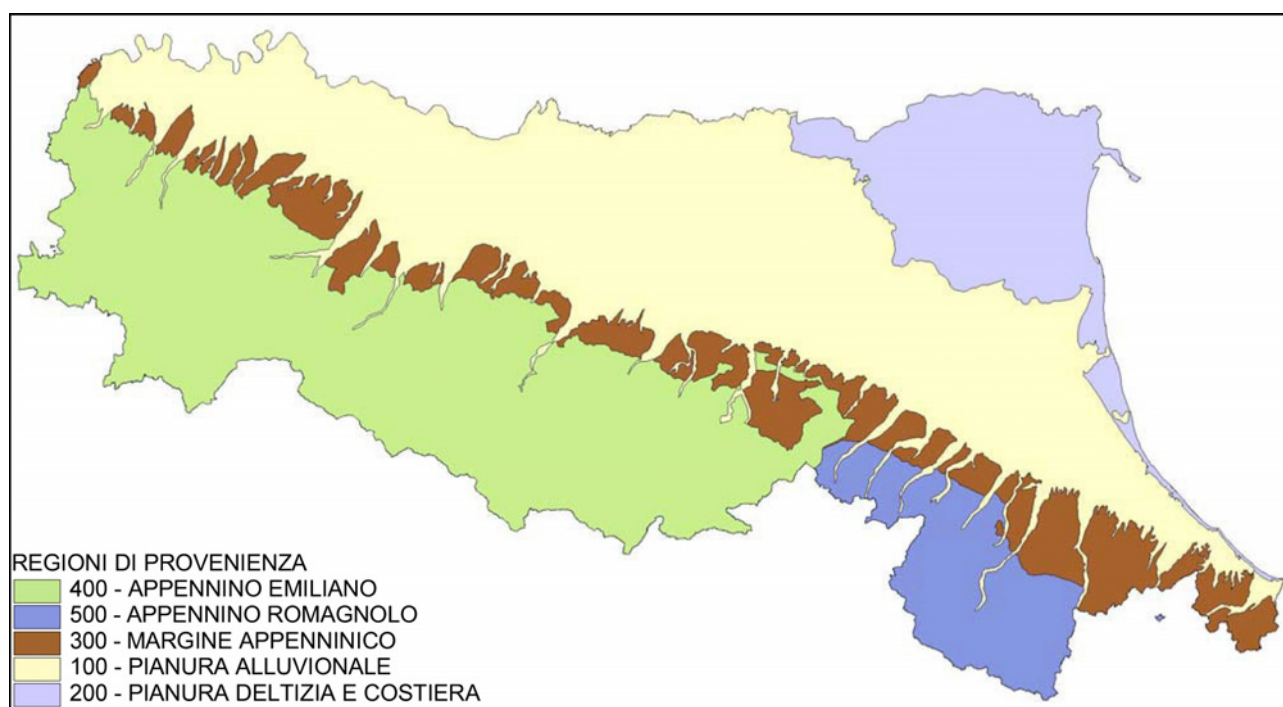 REGIONI DI PROVENIENZA
400 - APPENNINO EMILIANO
500 - APPENNINO ROMAGNOLO
300 - MARGINE APPENNINICO
100 - PIANURA ALLUVIONALE
200 - PIANURA DELTIZIA E COSTIERA